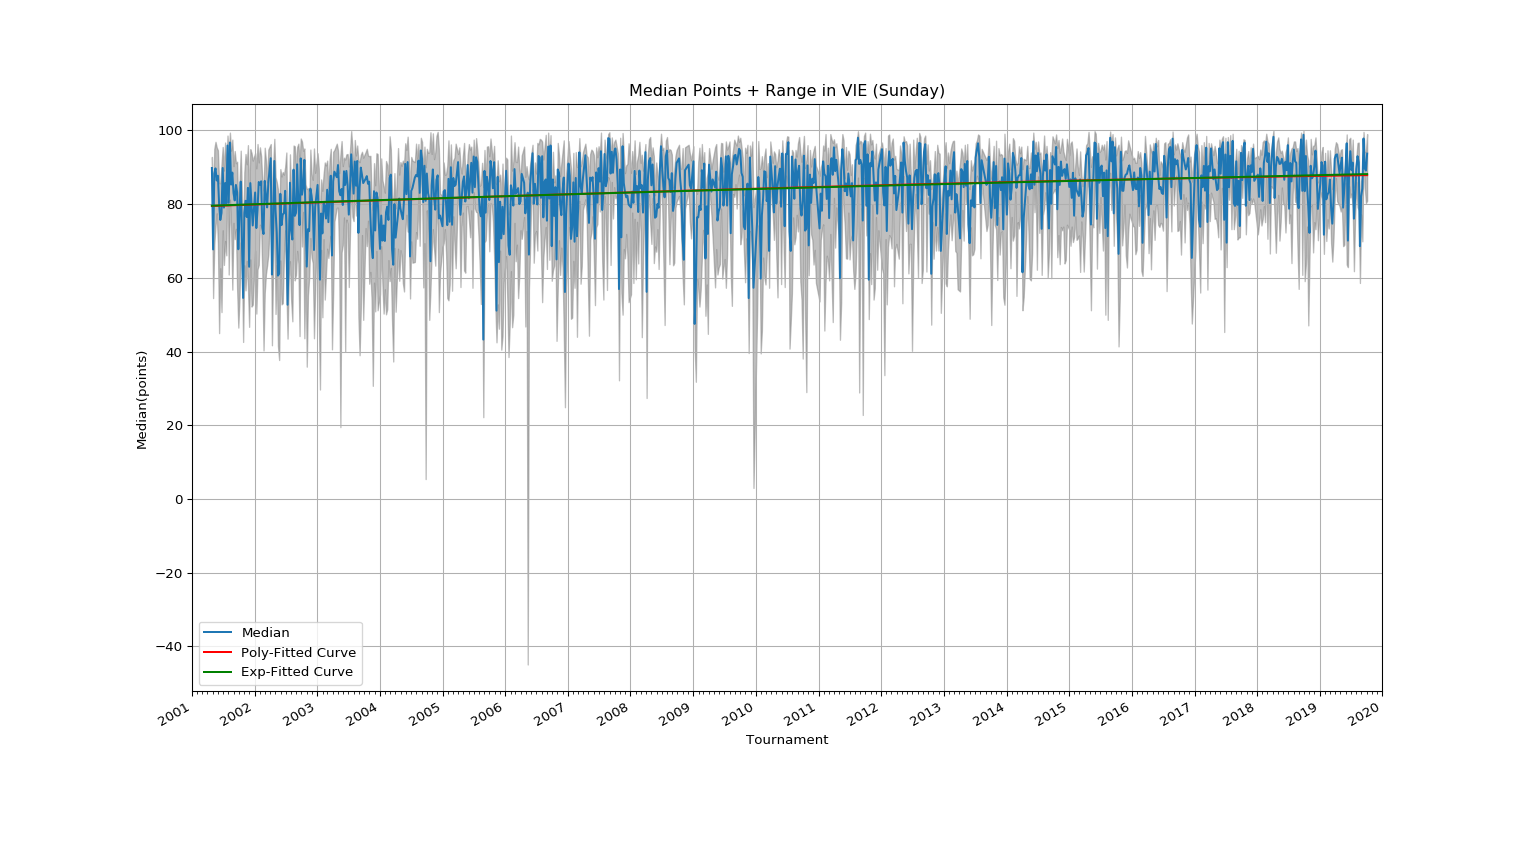 Median Points + Range in VIE (Sunday)
100
80
60
40
20
0
−20
−40
Median(points)
Median
Poly-Fitted Curve
Exp-Fitted Curve
2001 2002 2003 2004 2005 2006 2007 2008 2009 2010 2011 2012 2013 2014 2015 2016 2017 2018 2019 2020
Tournament